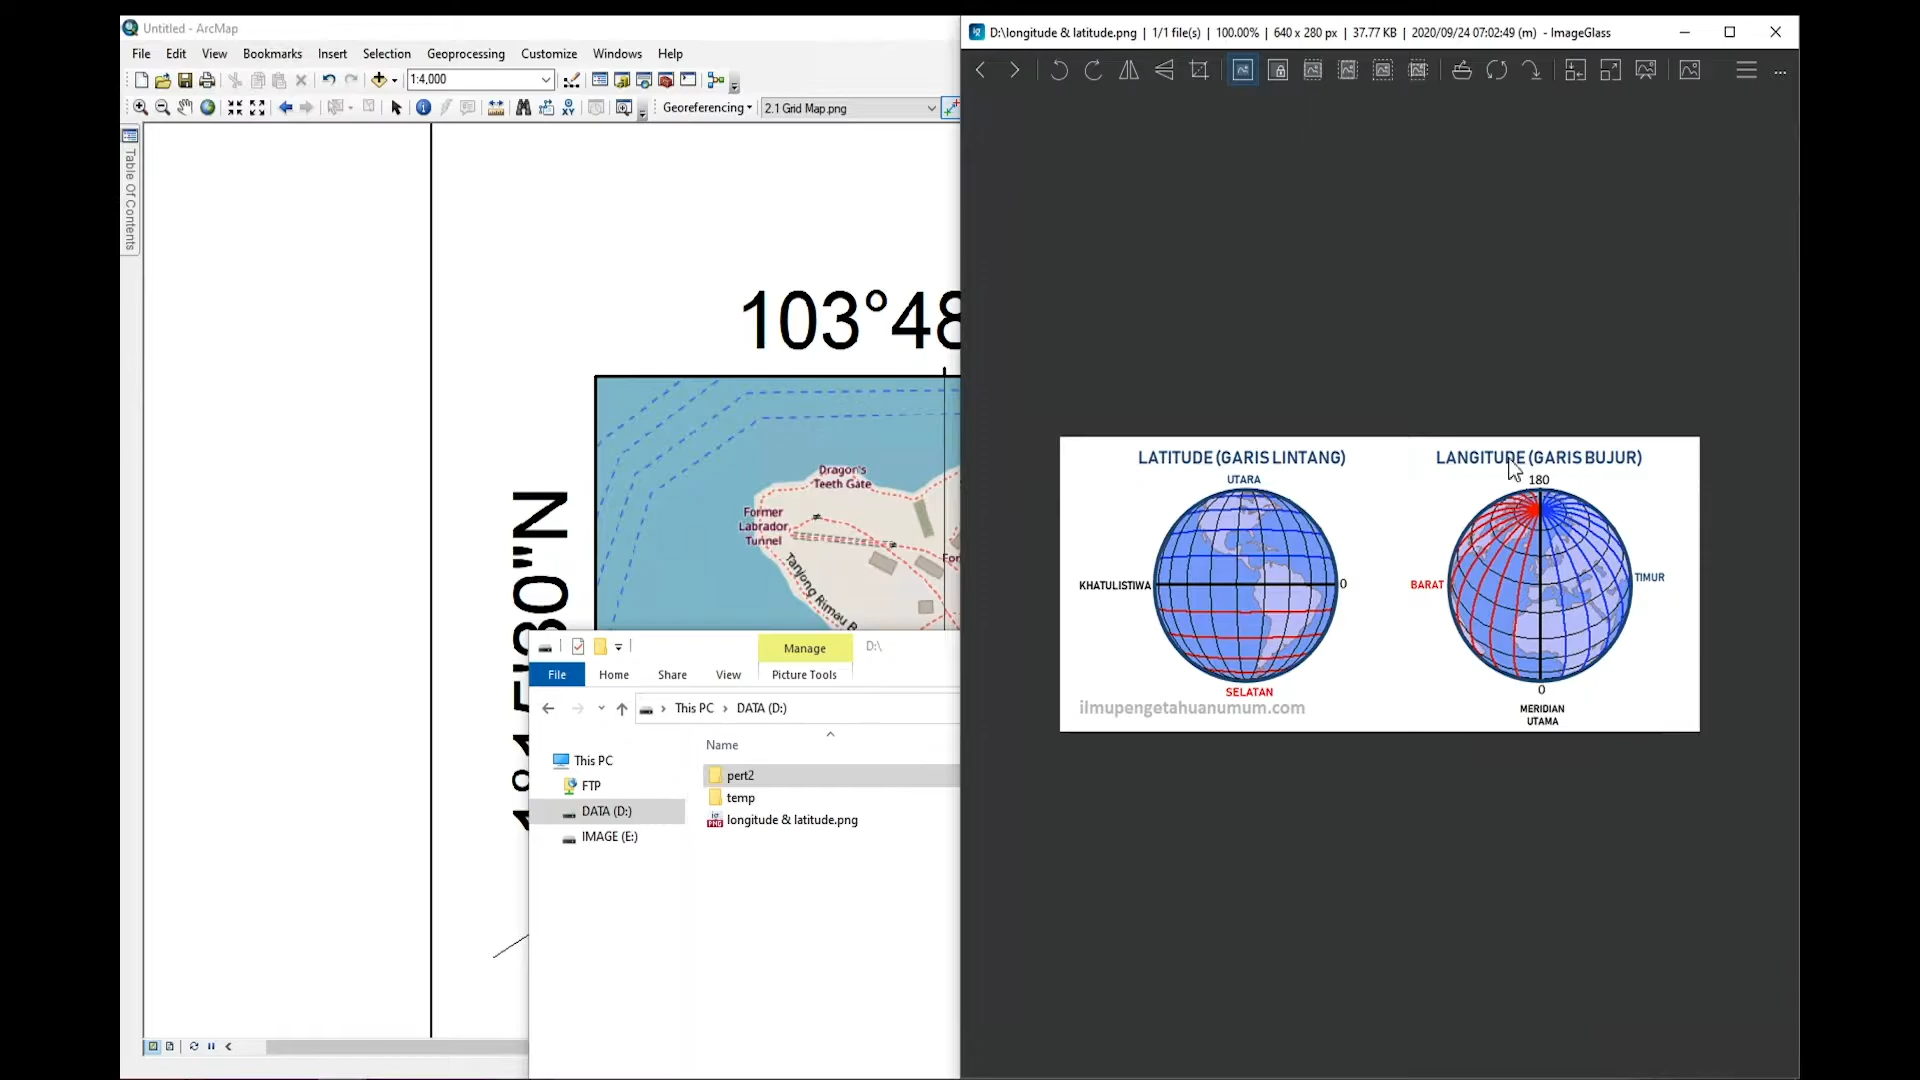 Untitled - ArcMap
File Edit View Bookmarks Insert Selection Geoprocessing Customize Windows Help
1:4,000
Georeferencing
2.1 Grid Map.png
Table Of Contents
103°48
Dragon's
Teeth Gate
Former
Labrador
Tunnel
Tanjong Rimau
D:\
Manage
File Home Share View Picture Tools
This PC > DATA (D:)
Name
This PC
FTP
DATA (D:)
IMAGE (E:)
pert2
temp
longitude & latitude.png
D:\longitude & latitude.png | 1/1 file(s) | 100.00% | 640 x 280 px | 37.77 KB | 2020/09/24 07:02:49 (m) - ImageGlass
LATITUDE (GARIS LINTANG)
UTARA
KHATULISTIWA
0
SELATAN
ilmupengetahuanumum.com
LANGITUDE (GARIS BUJUR)
180
BARAT
TIMUR
0
MERIDIAN
UTAMA